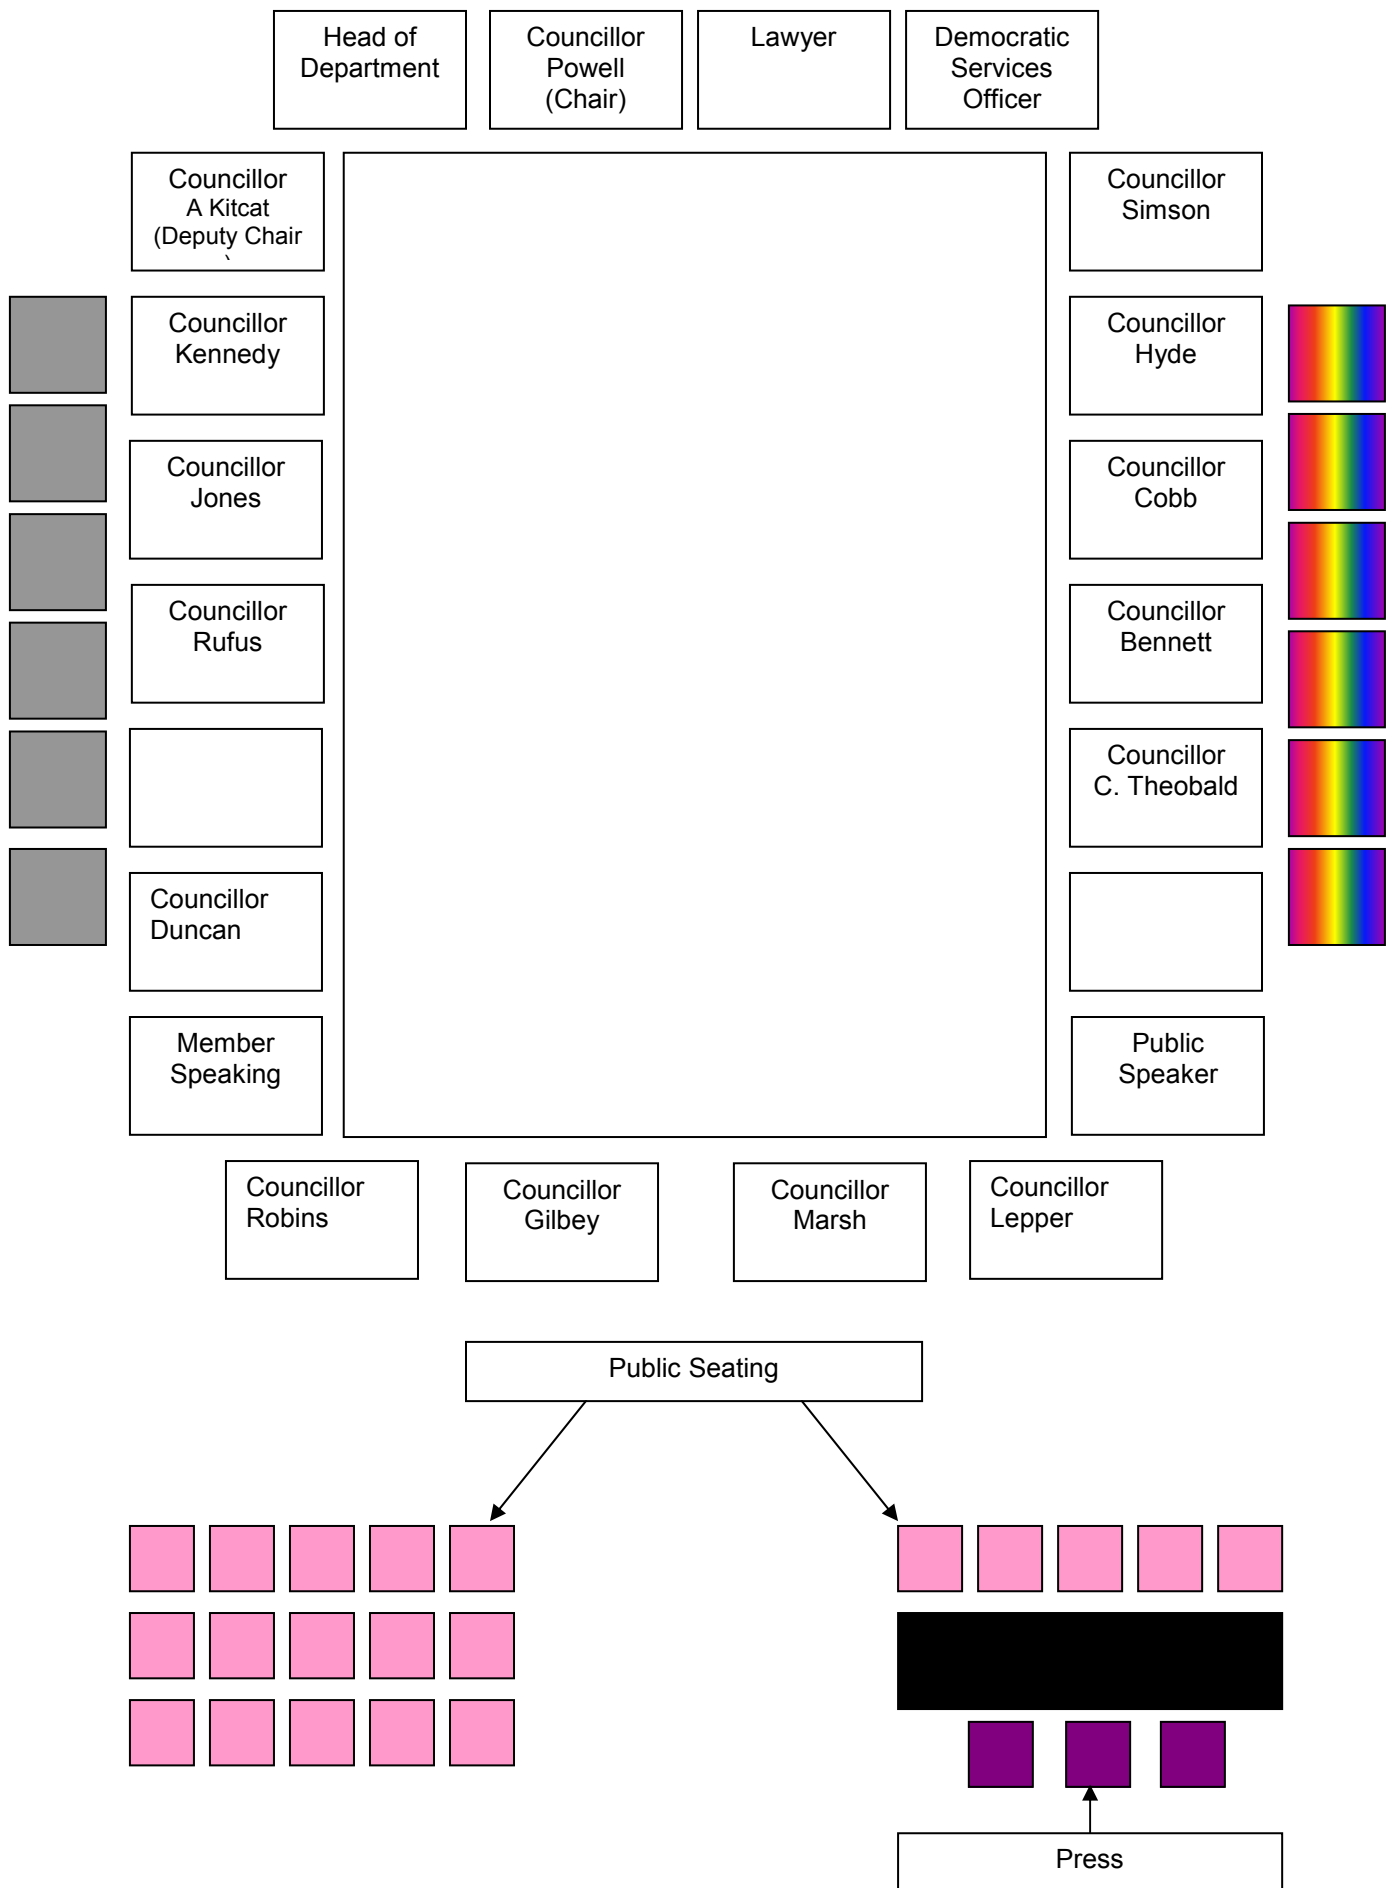 Head of
Department
Councillor
Powell
(Chair)
Lawyer
Democratic
Services
Officer
Councillor
A Kitcat
(Deputy Chair
)
Councillor
Simson
Councillor
Kennedy
Councillor
Hyde
Councillor
Jones
Councillor
Cobb
Councillor
Rufus
Councillor
Bennett
Councillor
C. Theobald
Councillor
Duncan
Member
Speaking
Public
Speaker
Councillor
Robins
Councillor
Gilbey
Councillor
Marsh
Councillor
Lepper
Public Seating
Press